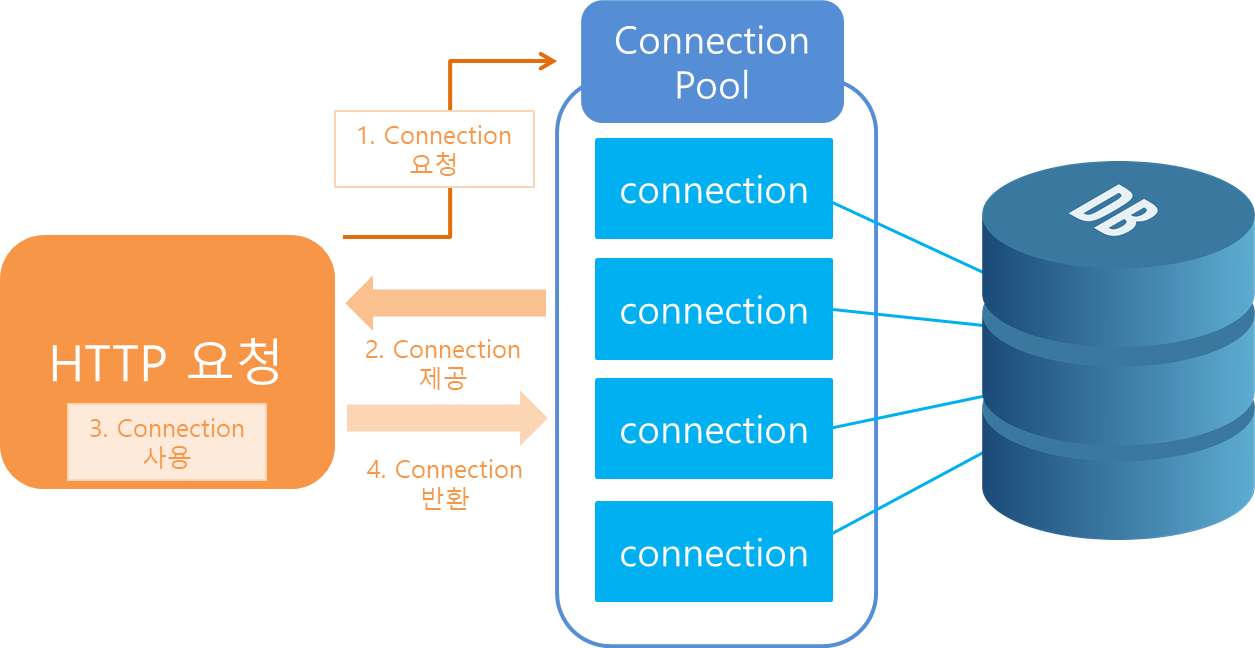 Connection
Pool
1. Connection
요청
connection
DB
connection
2. Connection
제공
HTTP 요청
3. Connection
사용
connection
4. Connection
반환
connection